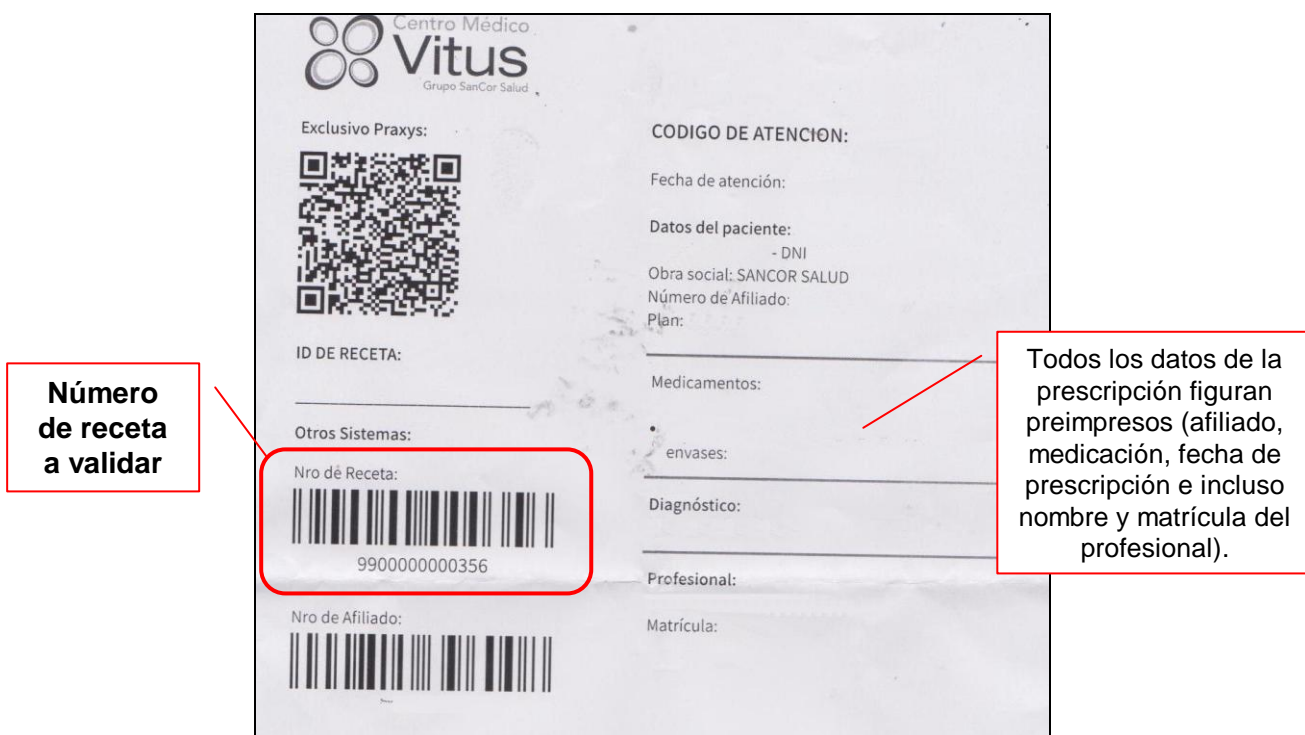 Centro Médico
Vitus
Grupo SanCor Salud
Exclusivo Praxys:
ID DE RECETA:
Otros Sistemas:
Nro de Receta:
9900000000356
Nro de Afiliado:
CODIGO DE ATENCION:
Fecha de atención:
Datos del paciente:
- DNI
Obra social: SANCOR SALUD
Número de Afiliado:
Plan:
Medicamentos:
•
envases:
Diagnóstico:
Profesional:
Matrícula:
Número
de receta
a validar
Todos los datos de la
prescripción figuran
preimpresos (afiliado,
medicación, fecha de
prescripción e incluso
nombre y matrícula del
profesional).